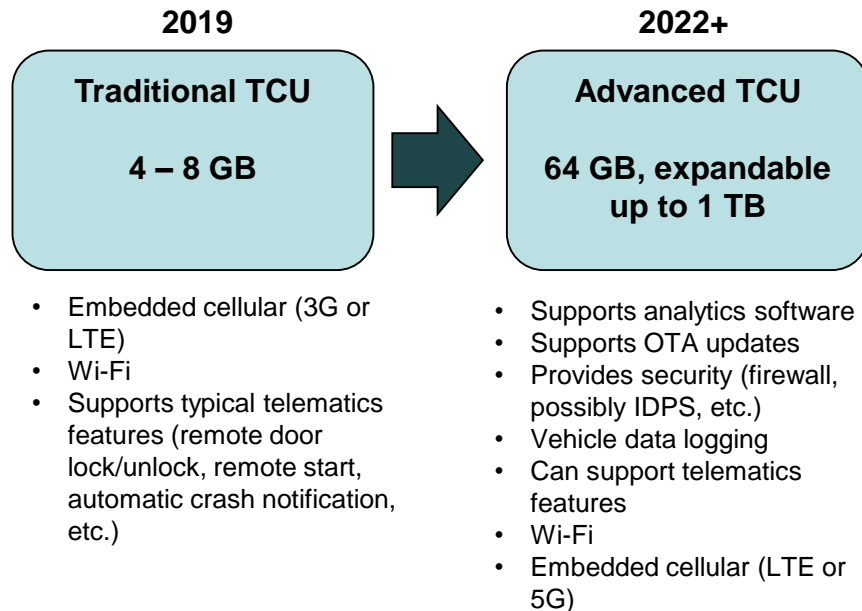 2019
Traditional TCU
4 – 8 GB
• Embedded cellular (3G or
LTE)
• Wi-Fi
• Supports typical telematics
features (remote door
lock/unlock, remote start,
automatic crash notification,
etc.)
2022+
Advanced TCU
64 GB, expandable
up to 1 TB
• Supports analytics software
• Supports OTA updates
• Provides security (firewall,
possibly IDPS, etc.)
• Vehicle data logging
• Can support telematics
features
• Wi-Fi
• Embedded cellular (LTE or
5G)